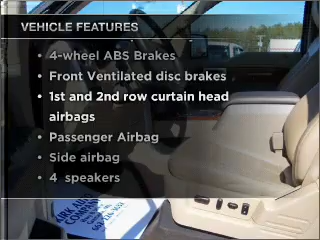 VEHICLE FEATURES
• 4-wheel ABS Brakes
• Front Ventilated disc brakes
• 1st and 2nd row curtain head
airbags
• Passenger Airbag
• Side airbag
• 4 speakers